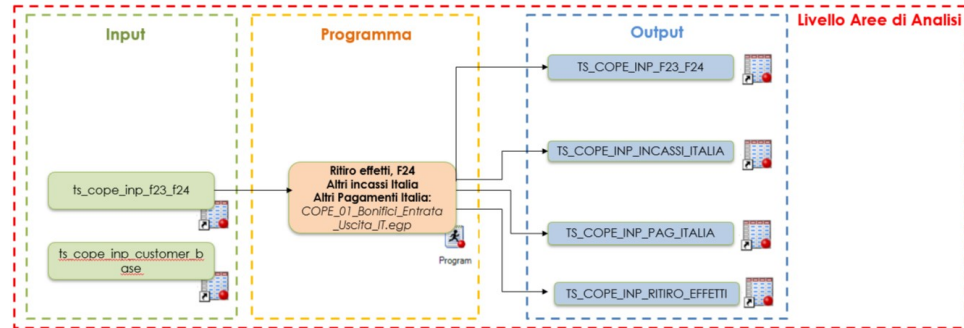 Livello Aree di Analisi
Input
Programma
Output
TS_COPE_INP_F23_F24
TS_COPE_INP_INCASSI_ITALIA
ts_cope_inp_f23_f24
Ritiro effetti, F24
Altri incassi Italia
Altri Pagamenti Italia:
COPE_01_Bonifici_Entrata
_Uscita_IT.egp
Program
TS_COPE_INP_PAG_ITALIA
ts_cope_inp_customer_b
ase
TS_COPE_INP_RITIRO_EFFETTI